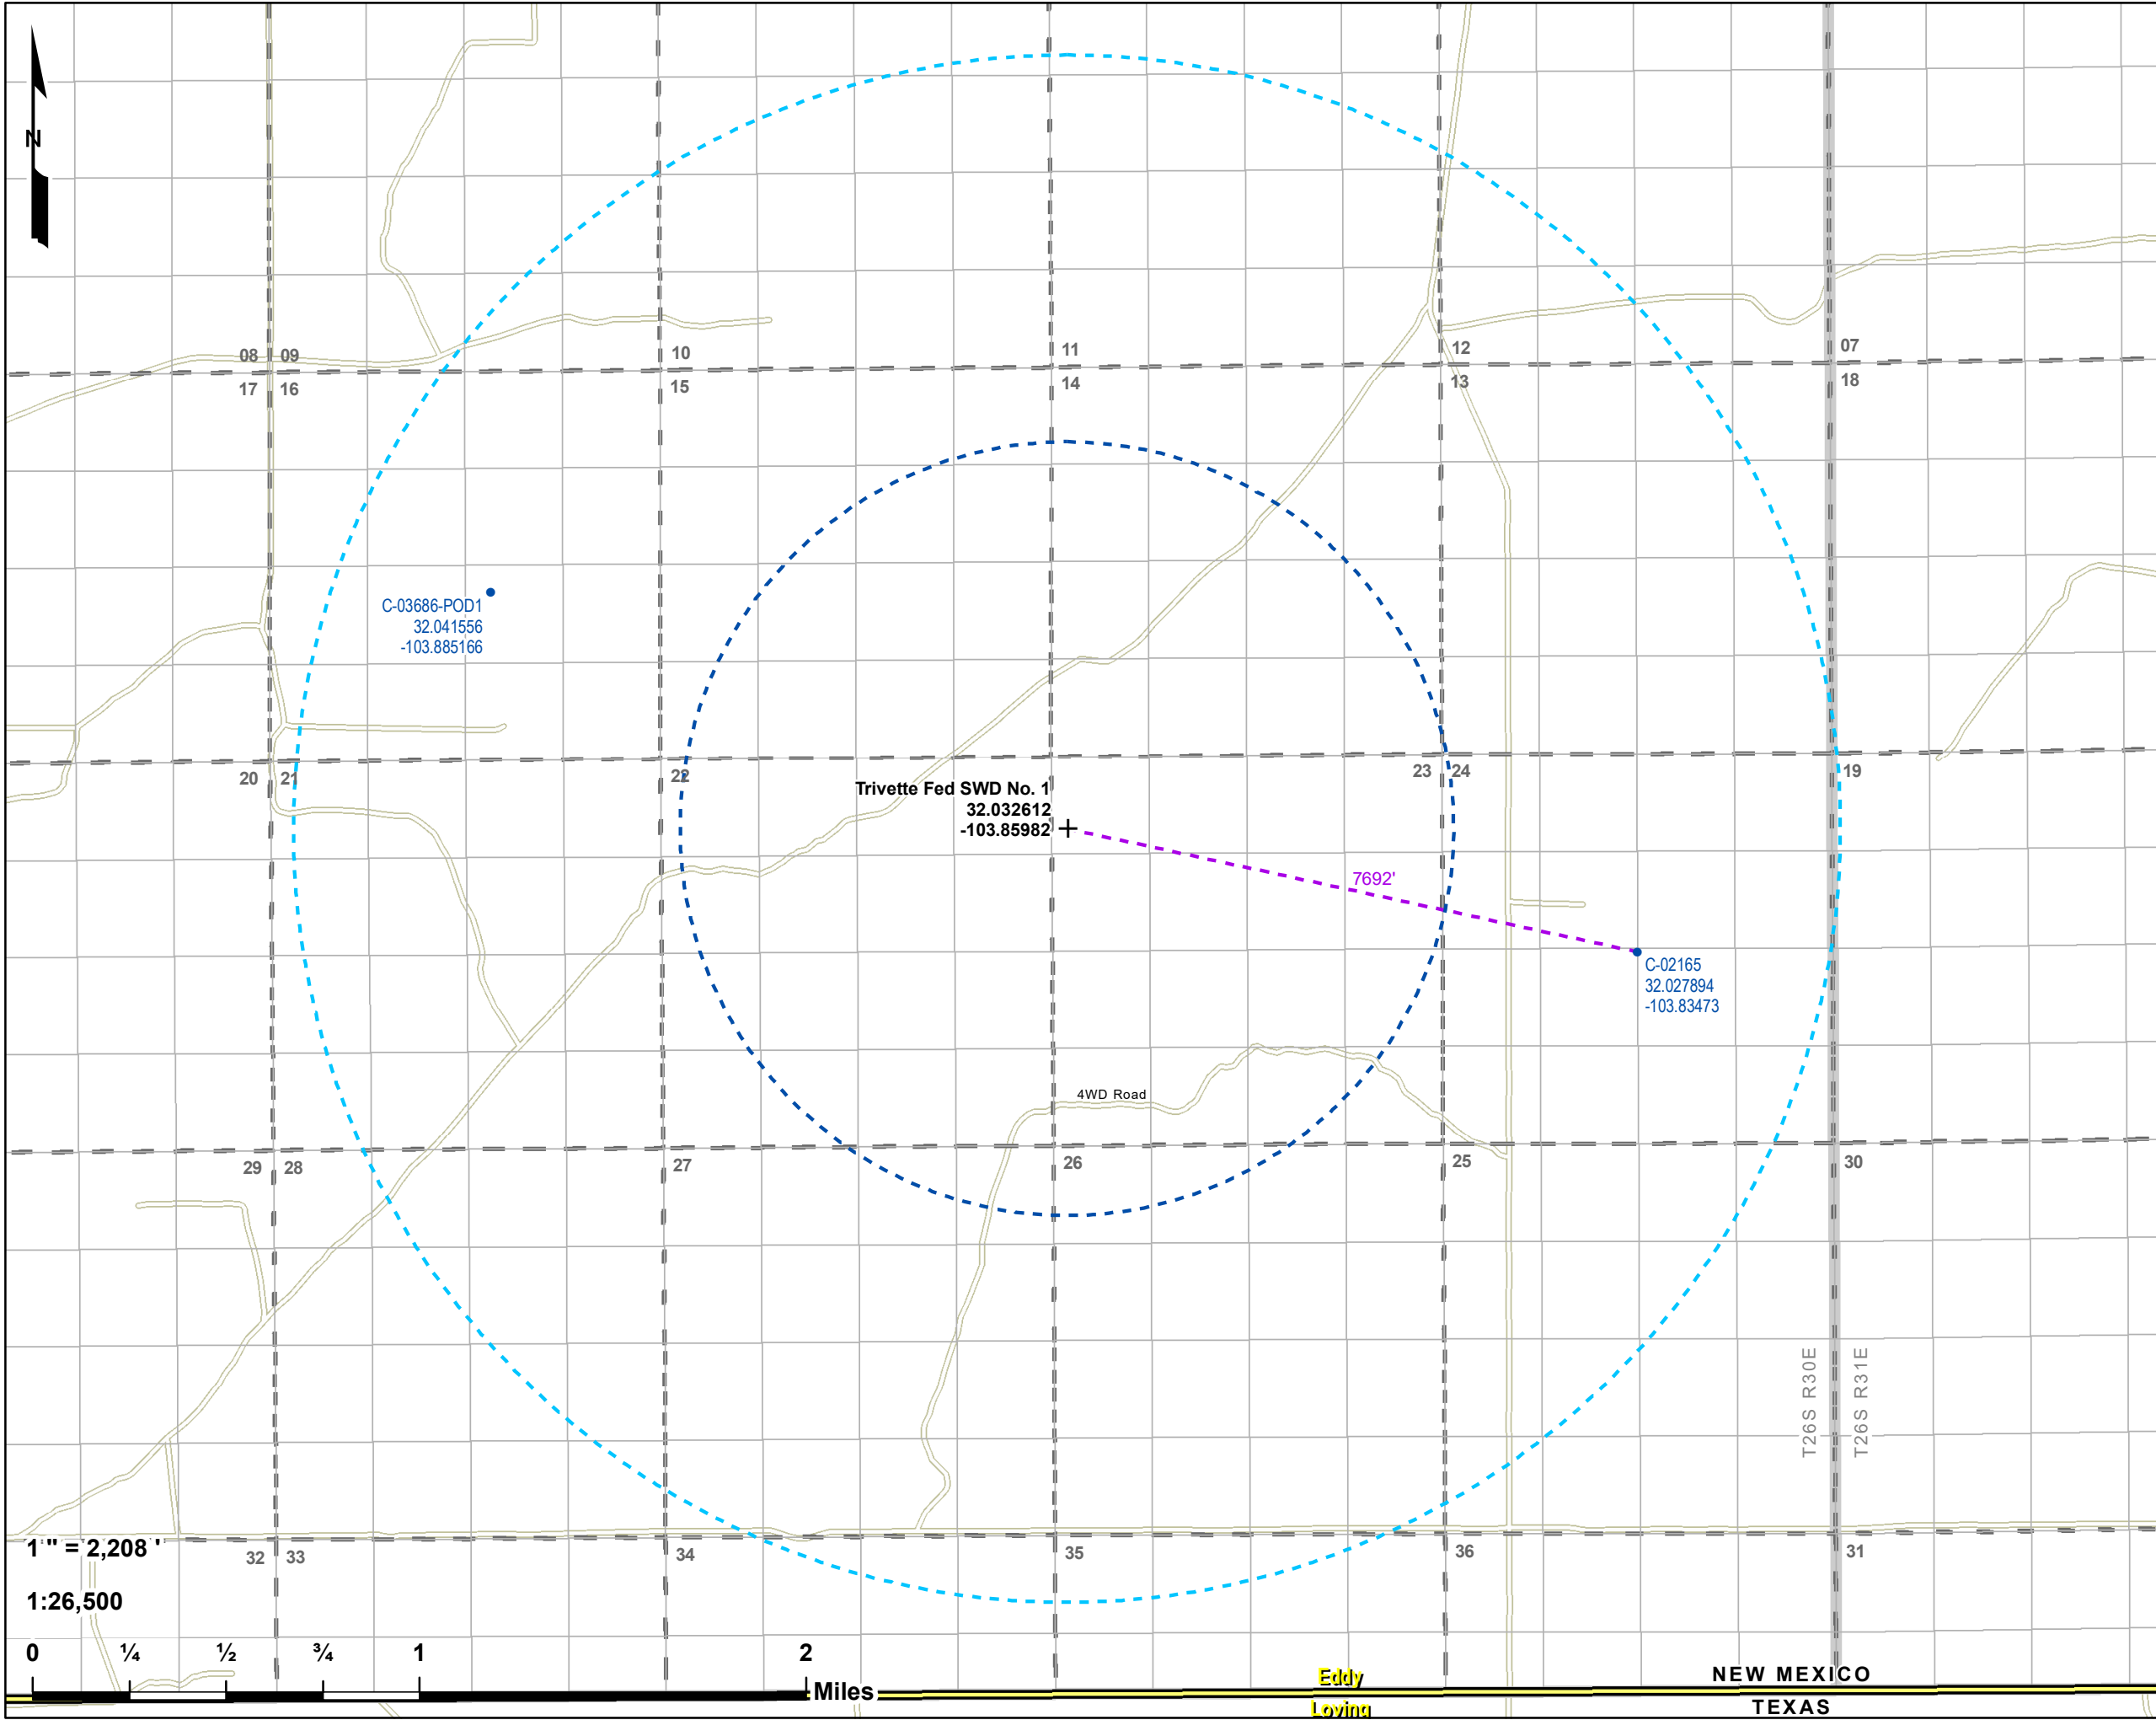 N
08 09
17 16
10
15
11
14
12
13
07
18
C-03686-POD1
32.041556
-103.885166
20 21
22
23 24
19
Trivette Fed SWD No. 1
32.032612
-103.85982
7692'
C-02165
32.027894
-103.83473
4WD Road
29 28
27
26
25
30
T26S R30E
T26S R31E
1 " = 2,208 '
32 33
34
35
36
31
1:26,500
0 ¼ ½ ¾ 1 2
Miles
Eddy
Loving
NEW MEXICO
TEXAS